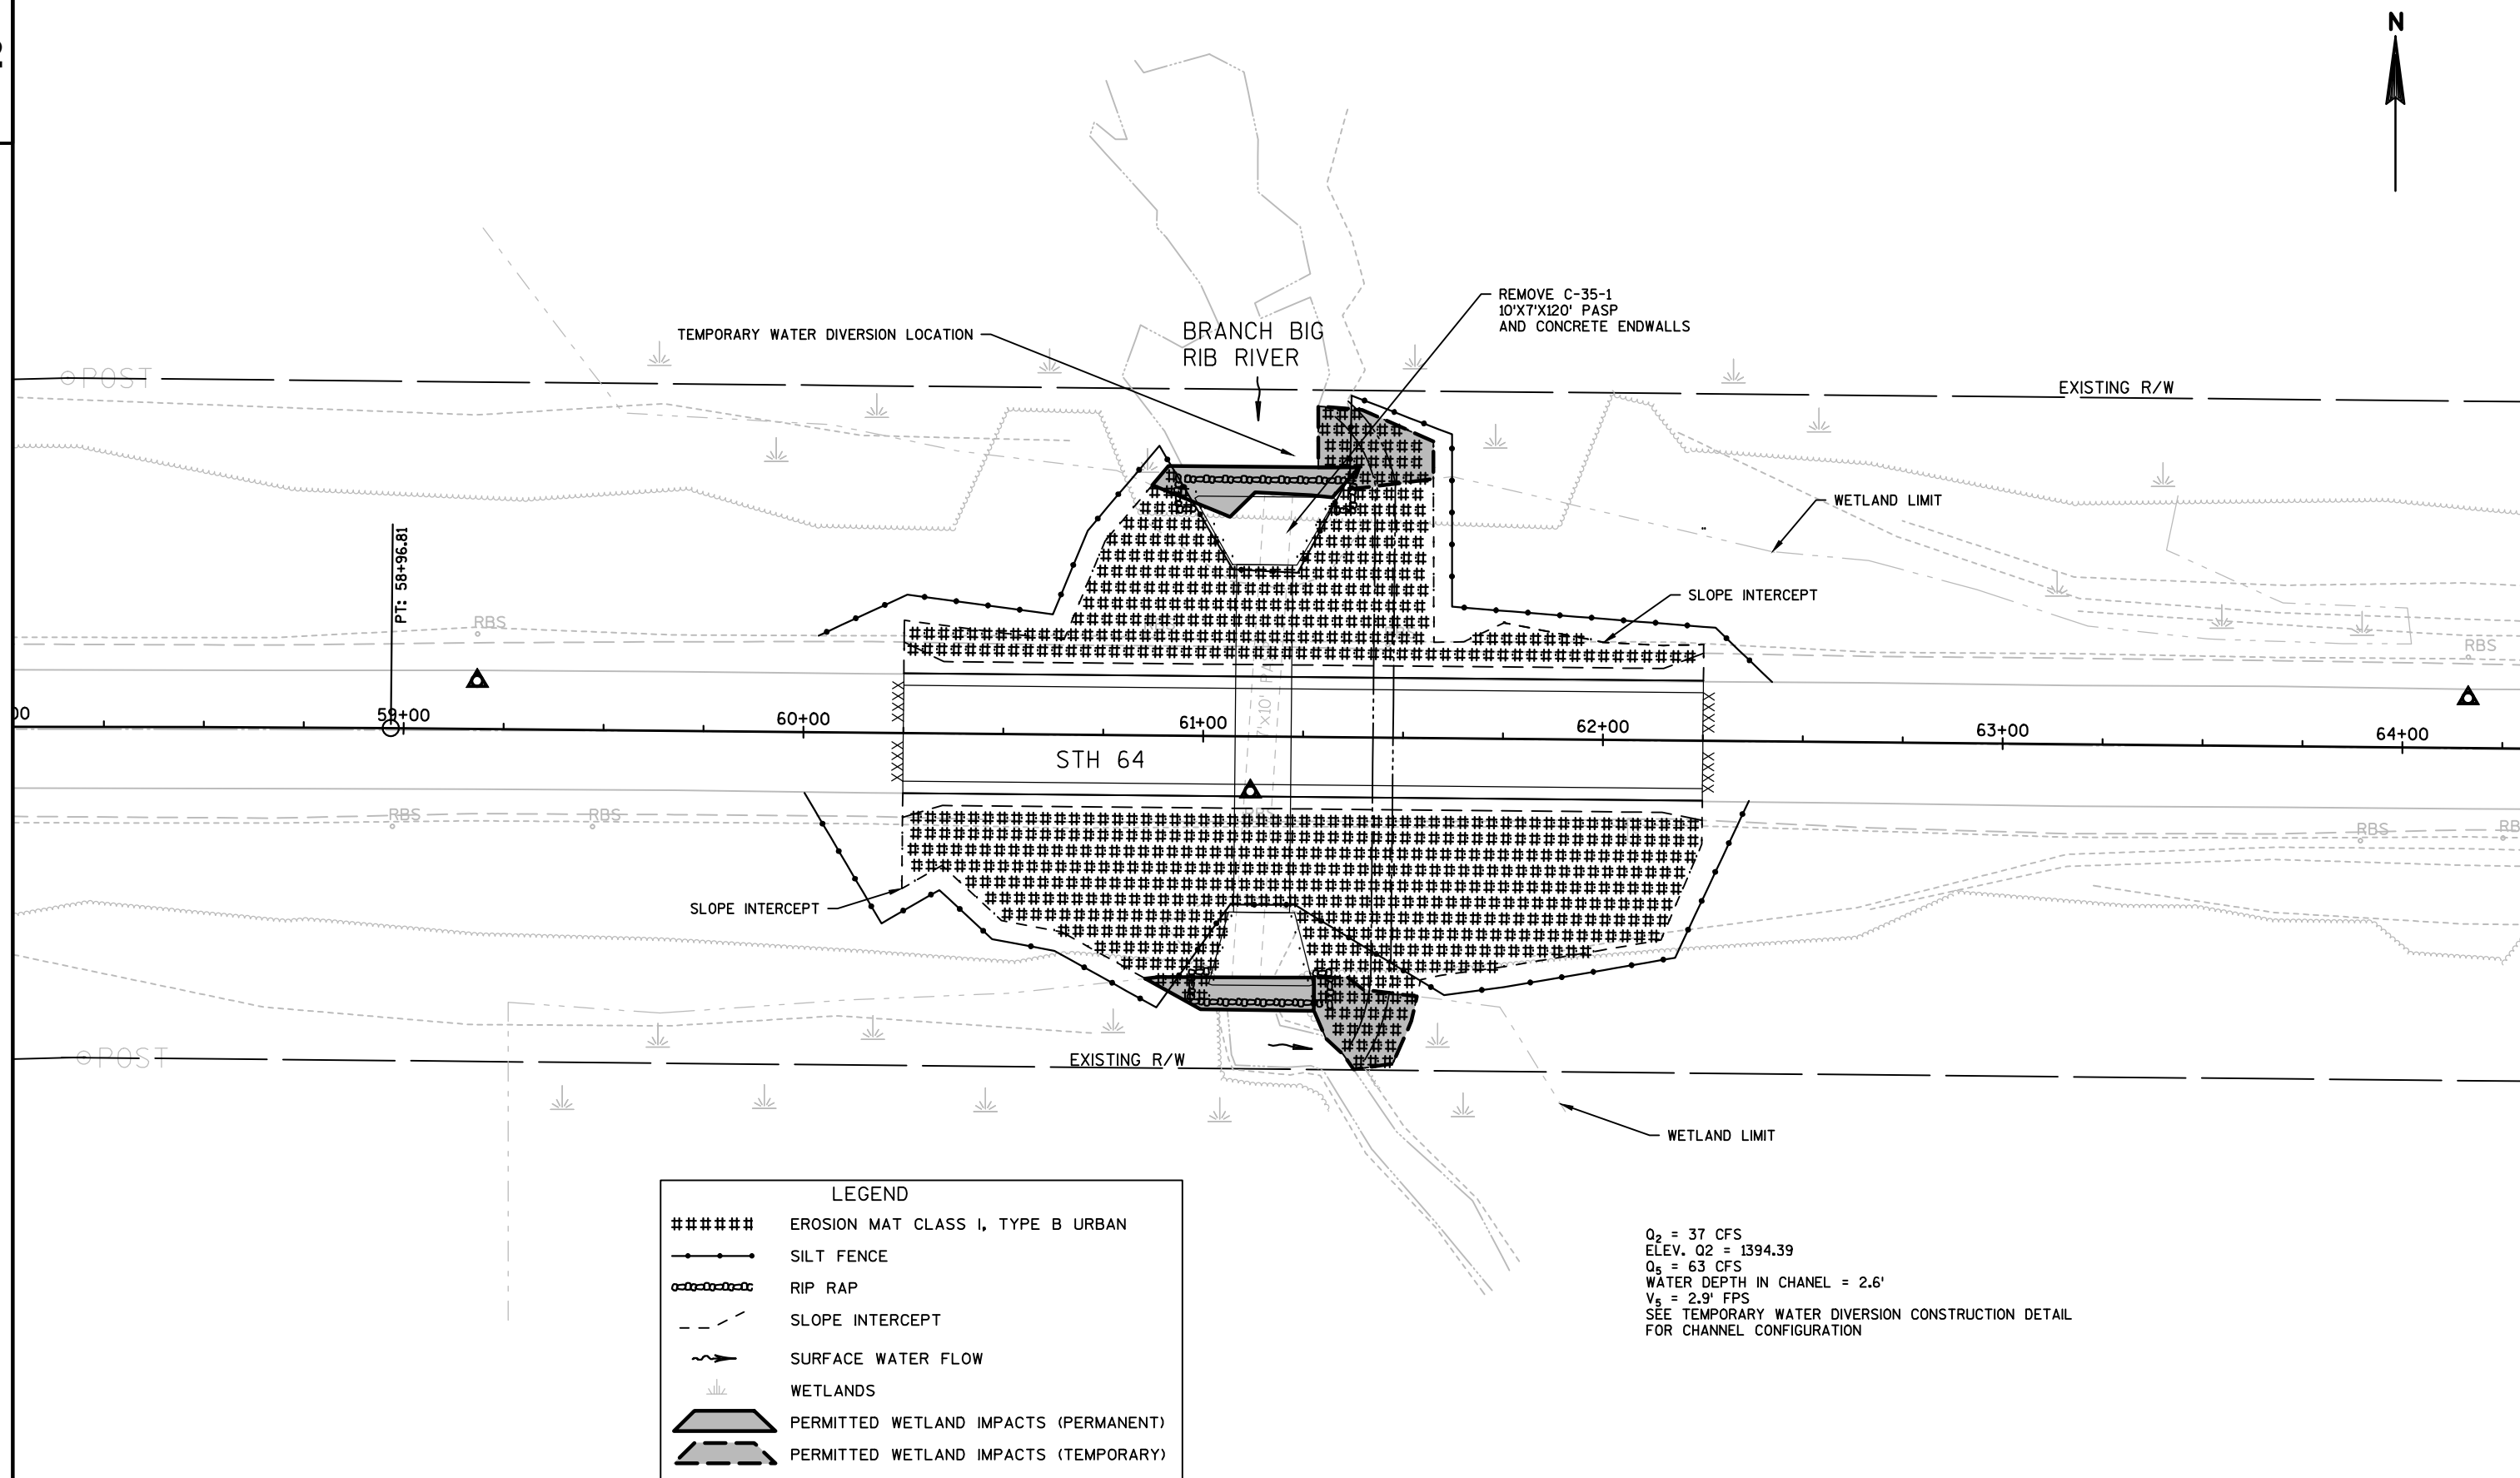 N
REMOVE C-35-1
10'X7'X120' PASP
AND CONCRETE ENDWALLS
TEMPORARY WATER DIVERSION LOCATION
BRANCH BIG
RIB RIVER
POST
EXISTING R/W
WETLAND LIMIT
PT: 58+96.81
SLOPE INTERCEPT
RBS
RBS
00
59+00
60+00
61+00
62+00
63+00
64+00
STH 64
RBS
RBS
RBS
RB
SLOPE INTERCEPT
POST
EXISTING R/W
WETLAND LIMIT
LEGEND
EROSION MAT CLASS I, TYPE B URBAN
SILT FENCE
RIP RAP
SLOPE INTERCEPT
SURFACE WATER FLOW
WETLANDS
PERMITTED WETLAND IMPACTS (PERMANENT)
PERMITTED WETLAND IMPACTS (TEMPORARY)
Q2 = 37 CFS
ELEV. Q2 = 1394.39
Q5 = 63 CFS
WATER DEPTH IN CHANEL = 2.6'
V5 = 2.9' FPS
SEE TEMPORARY WATER DIVERSION CONSTRUCTION DETAIL
FOR CHANNEL CONFIGURATION